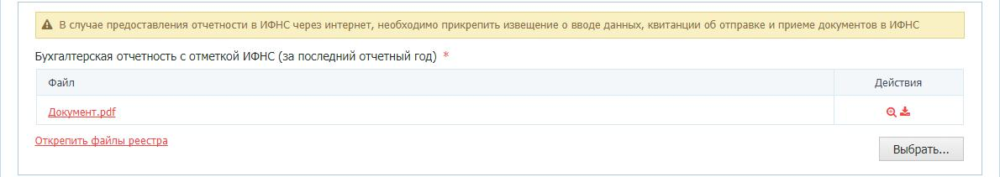 В случае предоставления отчетности в ИФНС через интернет, необходимо прикрепить извещение о вводе данных, квитанции об отправке и приеме документов в ИФНС
Бухгалтерская отчетность с отметкой ИФНС (за последний отчетный год) *
Файл Действия
Документ.pdf
Открепить файлы реестра
Выбрать...